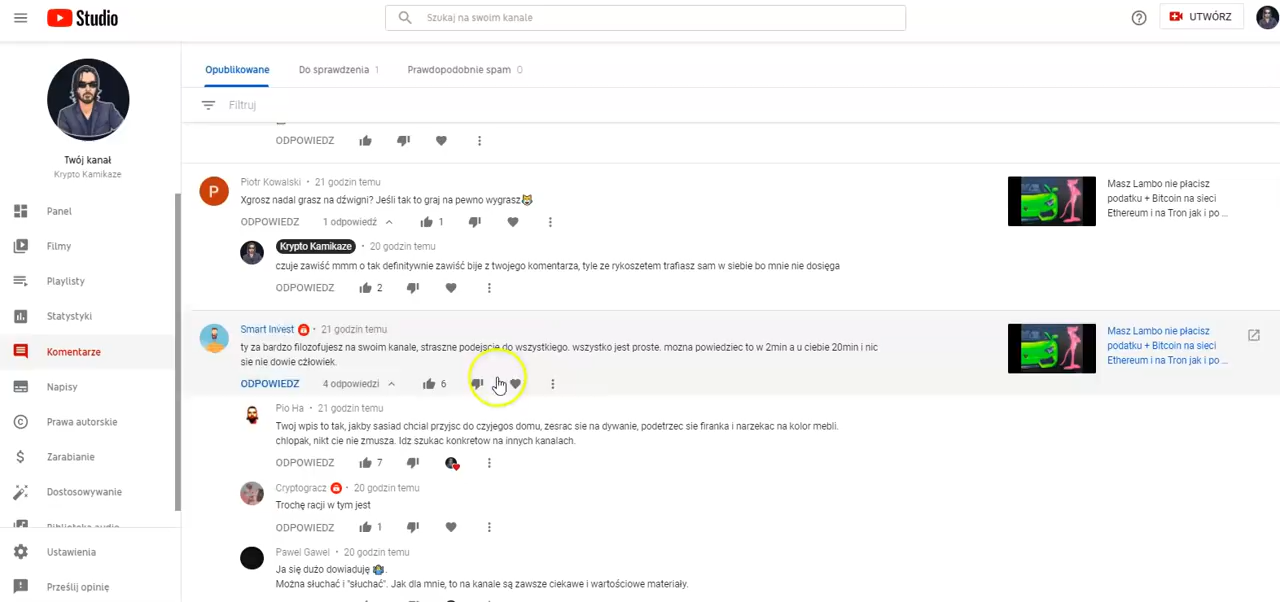 Studio
Szukaj na swoim kanale
UTWÓRZ
Twój kanał
Krypto Kamikaze
Panel
Filmy
Playlisty
Statystyki
Komentarze
Napisy
Prawa autorskie
Zarabianie
Dostosowywanie
Biblioteka audio
Ustawienia
Prześlij opinię
Opublikowane
Do sprawdzenia 1
Prawdopodobnie spam 0
Filtruj
ODPOWIEDZ
P
Piotr Kowalski • 21 godzin temu
Xgrosz nadal grasz na dźwigni? Jeśli tak to graj na pewno wygrasz😹
ODPOWIEDZ 1 odpowiedź 1
Krypto Kamikaze • 20 godzin temu
czuje zawiść mmm o tak definitywnie zawiść bije z twojego komentarza, tyle ze rykoszetem trafiasz sam w siebie bo mnie nie dosięga
ODPOWIEDZ 2
Masz Lambo nie płacisz
podatku + Bitcoin na sieci
Ethereum i na Tron jak i po ...
Smart Invest • 21 godzin temu
ty za bardzo filozofujesz na swoim kanale, straszne podejscie do wszystkiego. wszystko jest proste. mozna powiedziec to w 2min a u ciebie 20min i nic
sie nie dowie człowiek.
ODPOWIEDZ 4 odpowiedzi 6
Masz Lambo nie płacisz
podatku + Bitcoin na sieci
Ethereum i na Tron jak i po ...
Pio Ha • 21 godzin temu
Twoj wpis to tak, jakby sasiad chcial przyjsc do czyjegos domu, zesrac sie na dywanie, podetrzec sie firanka i narzekac na kolor mebli.
chlopak, nikt cie nie zmusza. Idz szukac konkretow na innych kanalach.
ODPOWIEDZ 7
Cryptogracz • 20 godzin temu
Trochę racji w tym jest
ODPOWIEDZ 1
Pawel Gawel • 20 godzin temu
Ja się dużo dowiaduję 🤷‍♂️.
Można słuchać i "słuchać". Jak dla mnie, to na kanale są zawsze ciekawe i wartościowe materiały.